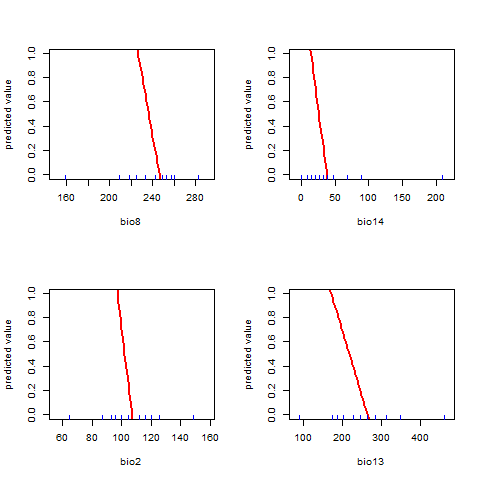 predicted value
0.0 0.2 0.4 0.6 0.8 1.0
160 200 240 280
bio8
predicted value
0.0 0.2 0.4 0.6 0.8 1.0
0 50 100 150 200
bio14
predicted value
0.0 0.2 0.4 0.6 0.8 1.0
60 80 100 120 140 160
bio2
predicted value
0.0 0.2 0.4 0.6 0.8 1.0
100 200 300 400
bio13